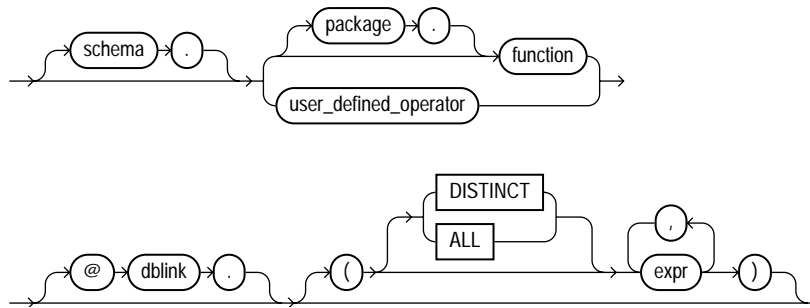 package .
schema . function
user_defined_operator
DISTINCT
ALL ,
@ dblink . ( expr )